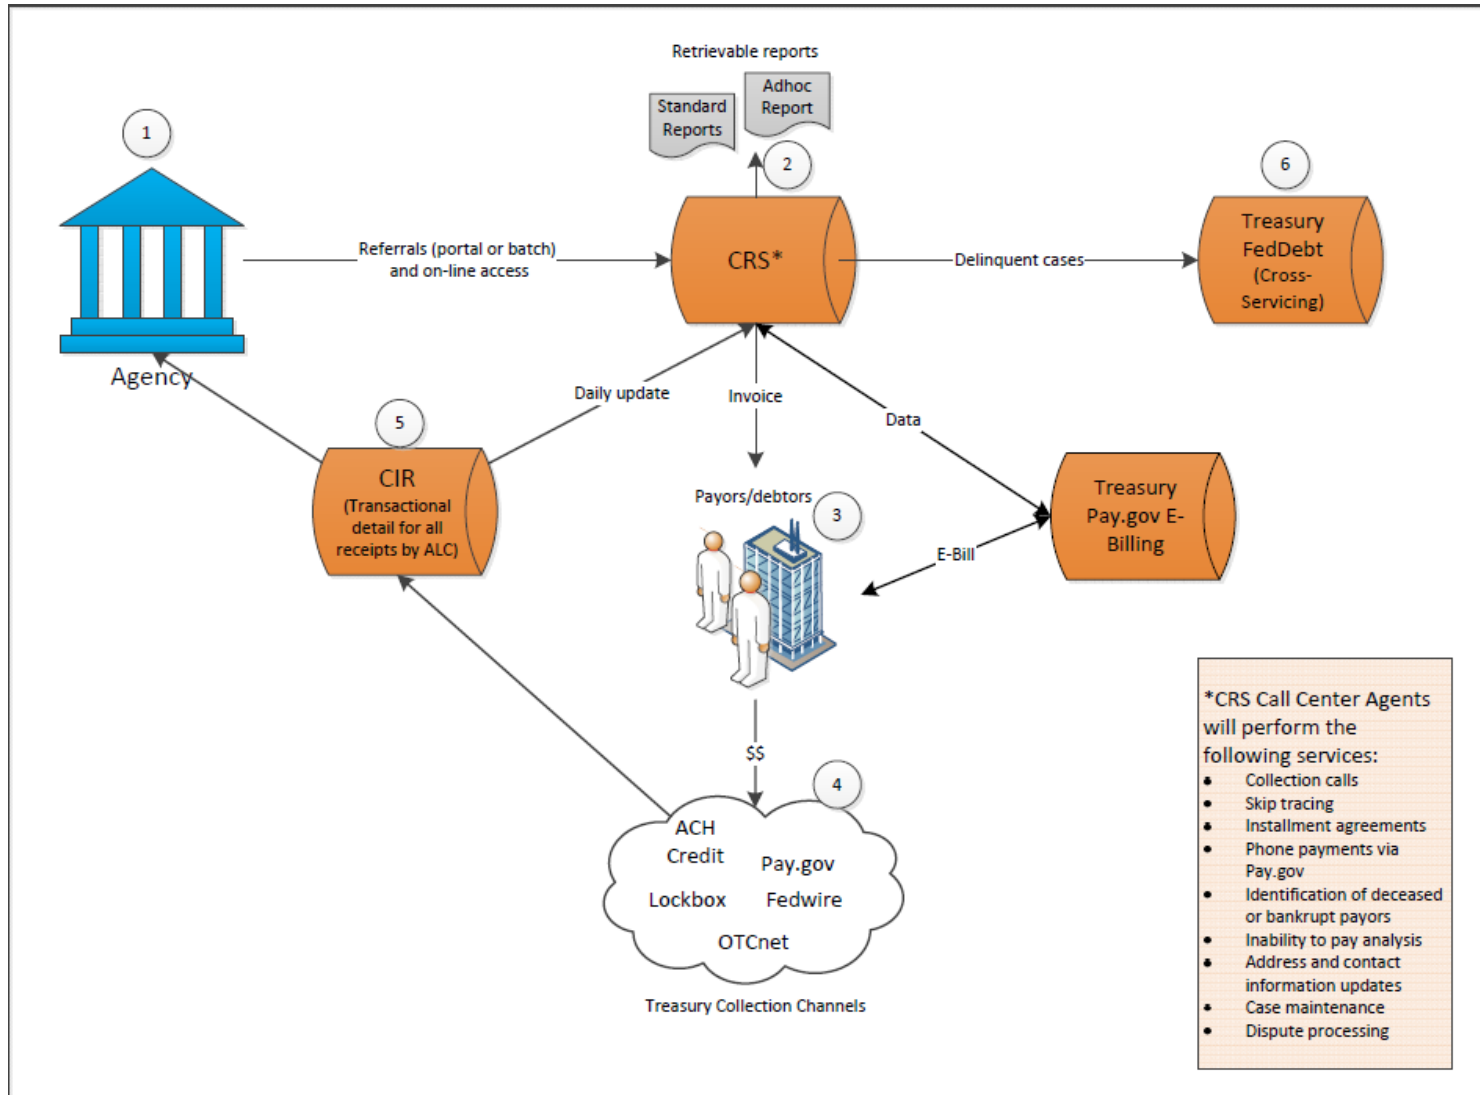 Retrievable reports
Standard
Reports
Adhoc
Report
1
2
6
Agency
Referrals (portal or batch)
and on-line access
CRS*
Delinquent cases
Treasury
FedDebt
(Cross-
Servicing)
Daily update
Invoice
Data
5
CIR
(Transactional
detail for all
receipts by ALC)
Payors/debtors
3
Treasury
Pay.gov E-
Billing
E-Bill
$$
4
ACH
Credit
Pay.gov
Lockbox
Fedwire
OTCnet
Treasury Collection Channels
*CRS Call Center Agents
will perform the
following services:
• Collection calls
• Skip tracing
• Installment agreements
• Phone payments via
Pay.gov
• Identification of deceased
or bankrupt payors
• Inability to pay analysis
• Address and contact
information updates
• Case maintenance
• Dispute processing